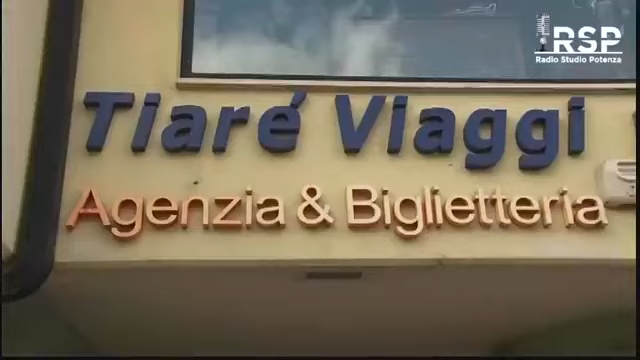 RSP
Radio Studio Potenza
Tiaré Viaggi
Agenzia & Biglietteria